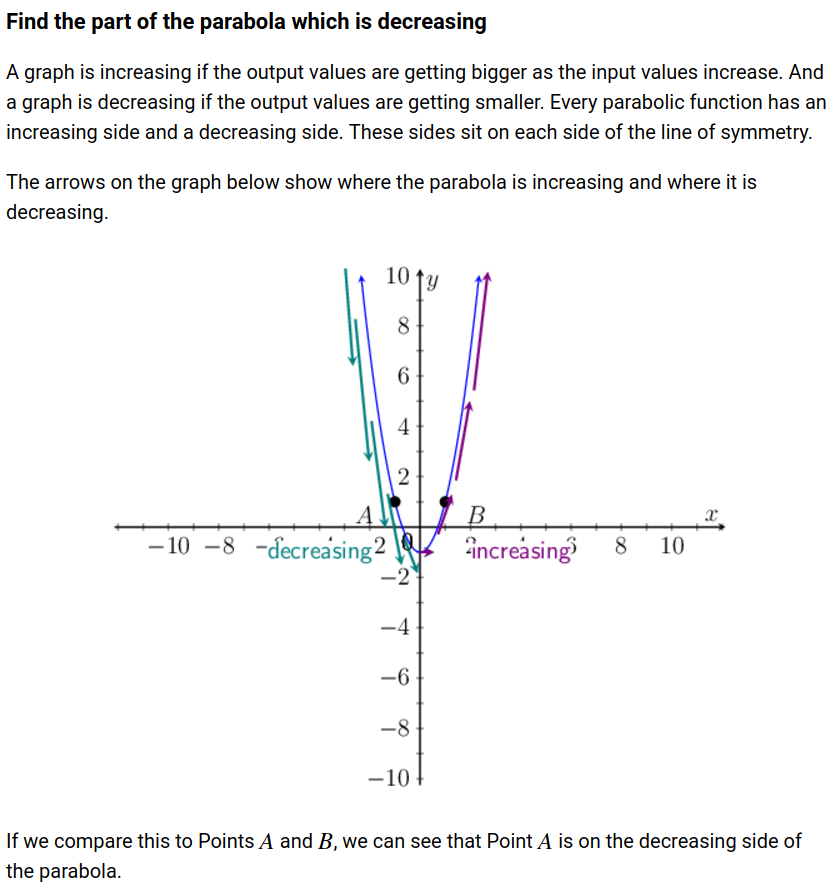 Find the part of the parabola which is decreasing
A graph is increasing if the output values are getting bigger as the input values increase. And
a graph is decreasing if the output values are getting smaller. Every parabolic function has an
increasing side and a decreasing side. These sides sit on each side of the line of symmetry.
The arrows on the graph below show where the parabola is increasing and where it is
decreasing.
10 y
8
6
4
2
A B x
−10 −8 decreasing 2 0 2 increasing 8 10
−2
−4
−6
−8
−10
If we compare this to Points A and B, we can see that Point A is on the decreasing side of
the parabola.